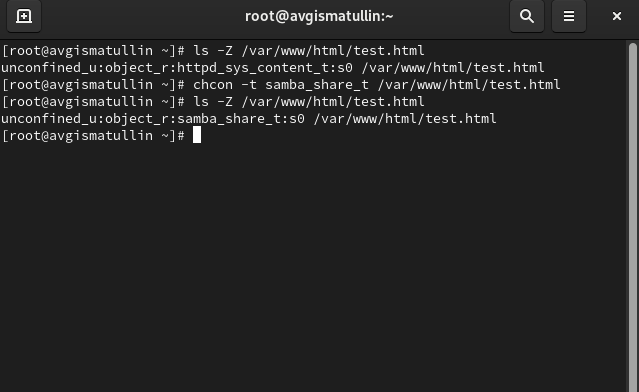 root@avgismatullin:~
[root@avgismatullin ~]# ls -Z /var/www/html/test.html
unconfined_u:object_r:httpd_sys_content_t:s0 /var/www/html/test.html
[root@avgismatullin ~]# chcon -t samba_share_t /var/www/html/test.html
[root@avgismatullin ~]# ls -Z /var/www/html/test.html
unconfined_u:object_r:samba_share_t:s0 /var/www/html/test.html
[root@avgismatullin ~]#